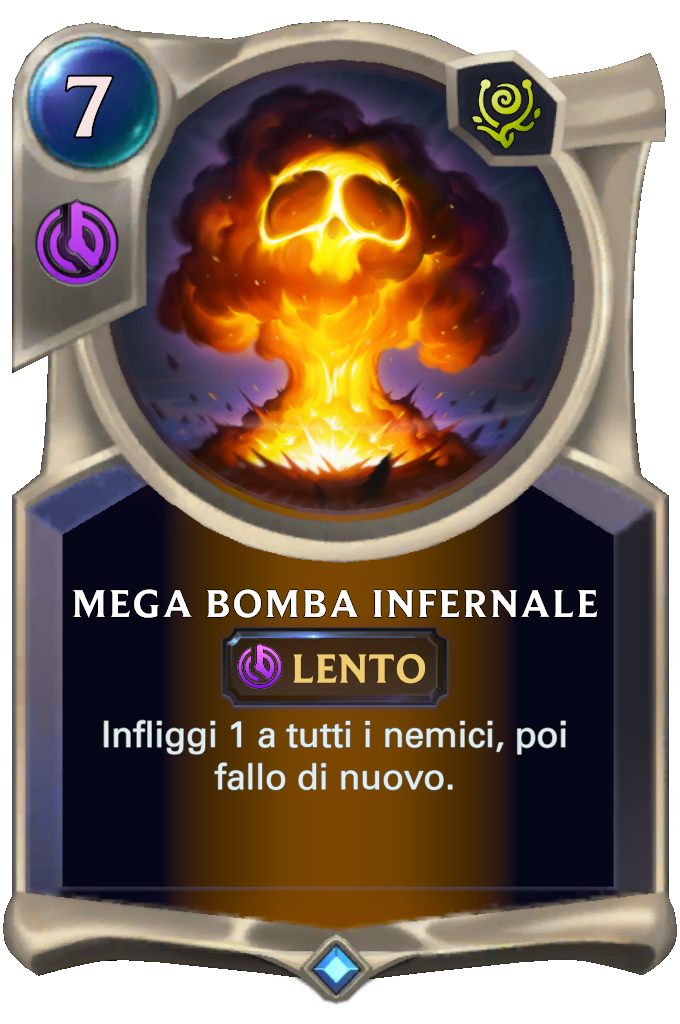 7
MEGA BOMBA INFERNALE
LENTO
Infliggi 1 a tutti i nemici, poi
fallo di nuovo.